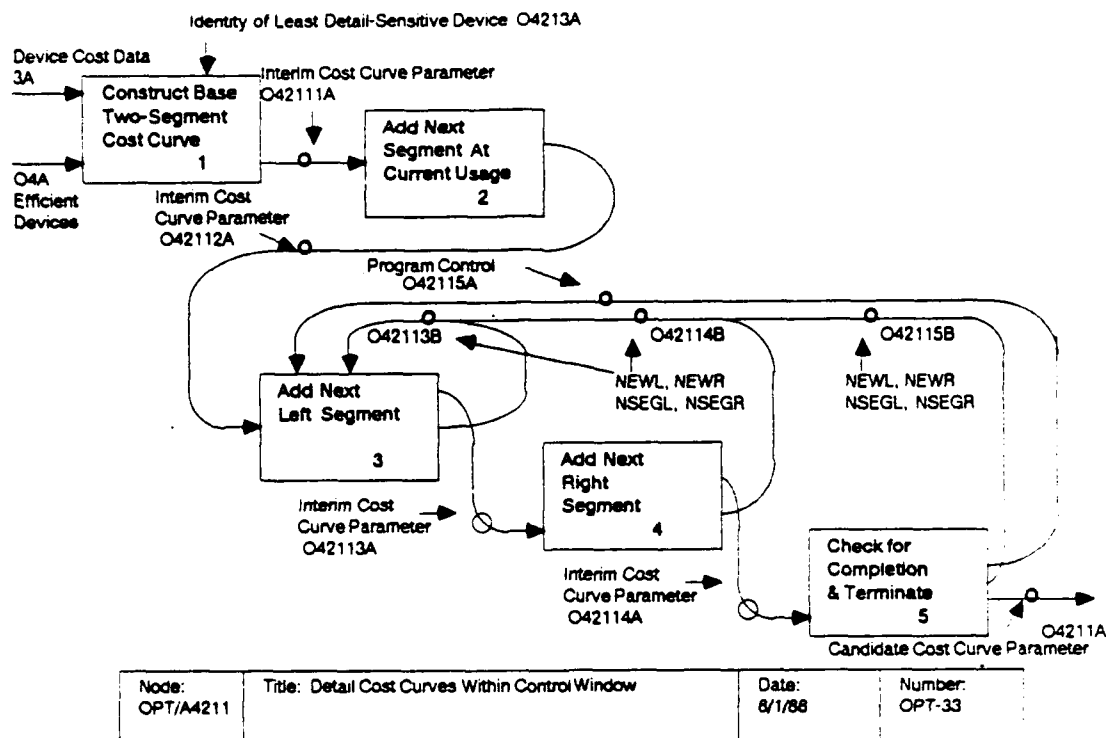 Identity of Least Detail-Sensitive Device O4213A
Device Cost Data
3A
Interim Cost Curve Parameter
O42111A
Construct Base
Two-Segment
Cost Curve
1
Add Next
Segment At
Current Usage
2
O4A
Efficient
Devices
Interim Cost
Curve Parameter
O42112A
Program Control
O42115A
O42113B
O42114B
O42115B
NEWL, NEWR
NSEGL, NSEGR
NEWL, NEWR
NSEGL, NSEGR
Add Next
Left Segment
3
Add Next
Right
Segment
4
Interim Cost
Curve Parameter
O42113A
Check for
Completion
& Terminate
5
Interim Cost
Curve Parameter
O42114A
O4211A
Candidate Cost Curve Parameter
Node:
OPT/A4211
Title: Detail Cost Curves Within Control Window
Date:
Number:
OPT-33